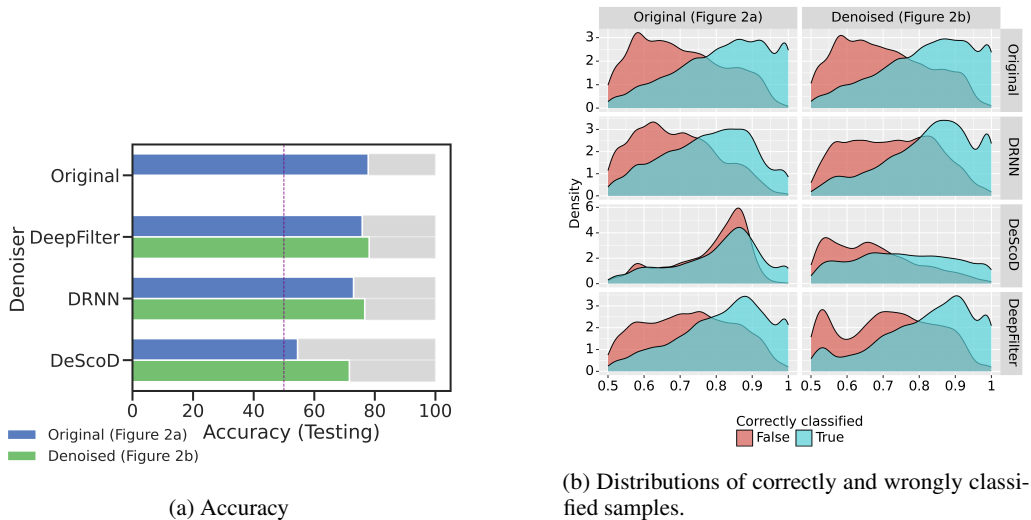 Original
DeepFilter
DRNN
DeScoD
Denoiser
0 20 40 60 80 100
Accuracy (Testing)
Original (Figure 2a)
Denoised (Figure 2b)
(a) Accuracy
Original (Figure 2a) Denoised (Figure 2b)
3
2
1
0
Original
3
2
1
0
DRNN
Density
6
4
2
0
DeScoD
3
2
1
0
DeepFilter
0.5 0.6 0.7 0.8 0.9 1 0.5 0.6 0.7 0.8 0.9 1
Correctly classified
False True
(b) Distributions of correctly and wrongly classi-
fied samples.